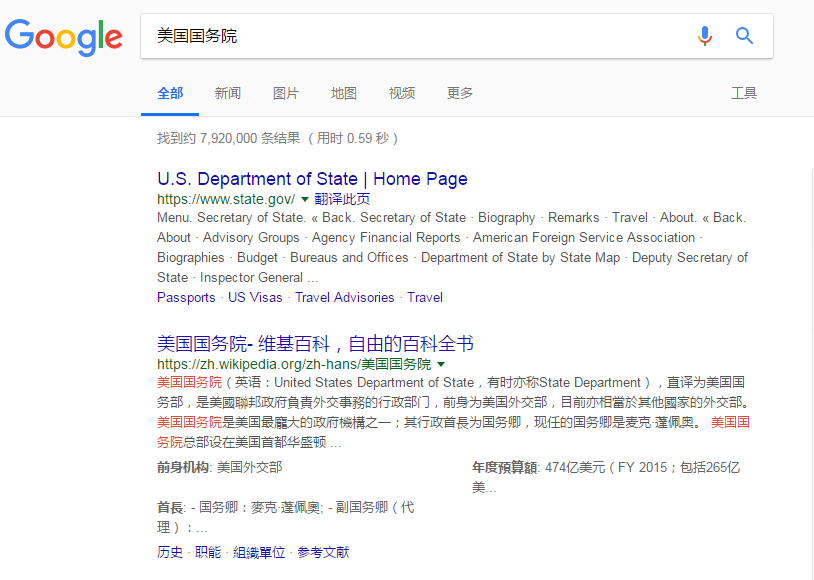 Google 美国国务院
全部 新闻 图片 地图 视频 更多 工具
找到约 7,920,000 条结果 （用时 0.59 秒）
U.S. Department of State | Home Page
https://www.state.gov/ 翻译此页
Menu. Secretary of State. « Back. Secretary of State · Biography · Remarks · Travel · About. « Back.
About · Advisory Groups · Agency Financial Reports · American Foreign Service Association ·
Biographies · Budget · Bureaus and Offices · Department of State by State Map · Deputy Secretary of
State · Inspector General ...
Passports · US Visas · Travel Advisories · Travel
美国国务院- 维基百科，自由的百科全书
https://zh.wikipedia.org/zh-hans/美国国务院
美国国务院（英语：United States Department of State，有时亦称State Department），直译为美国国
务部，是美國聯邦政府負責外交事務的行政部门，前身为美国外交部，目前亦相當於其他國家的外交部。
美国国务院是美国最龐大的政府機構之一；其行政首長为国务卿，现任的国务卿是麦克·蓬佩奥。 美国国
务院总部设在美国首都华盛顿 ...
前身机构: 美国外交部
年度預算額: 474亿美元（FY 2015；包括265亿
美...
首長: - 国务卿：麥克·蓬佩奧; - 副国务卿（代
理）：...
历史 · 职能 · 組織單位 · 参考文献